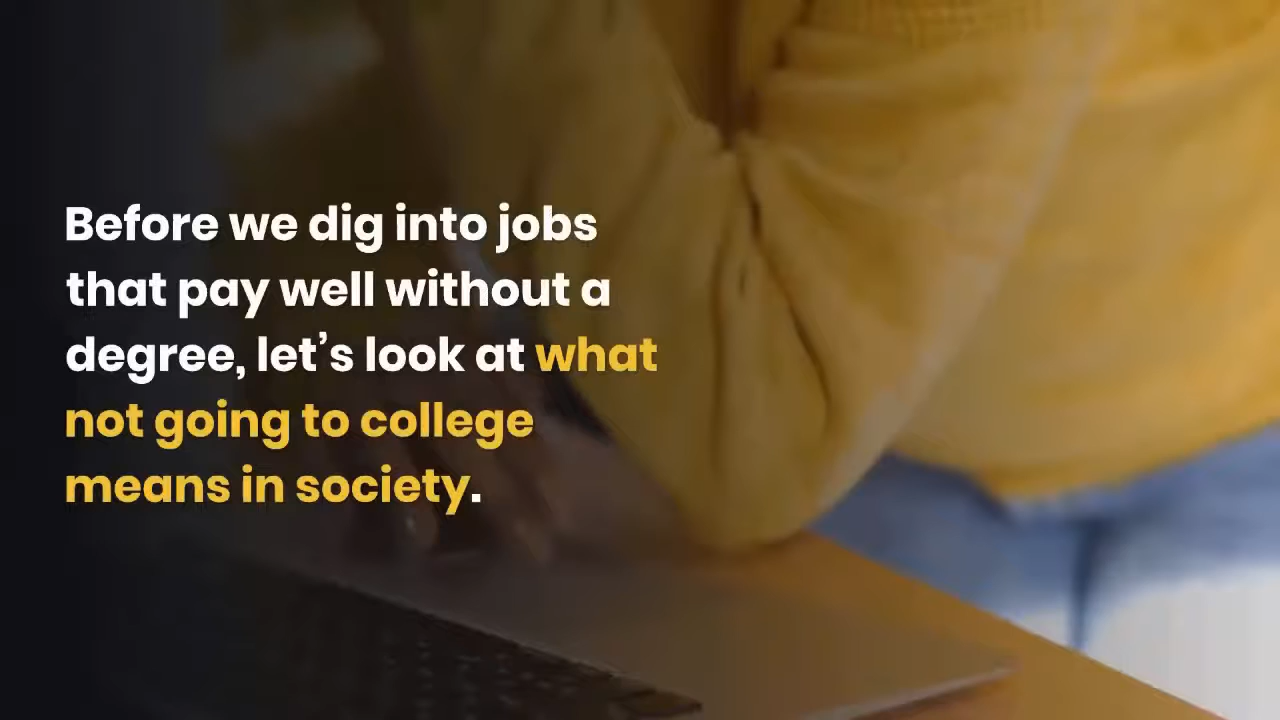 Before we dig into jobs
that pay well without a
degree, let’s look at what
not going to college
means in society.